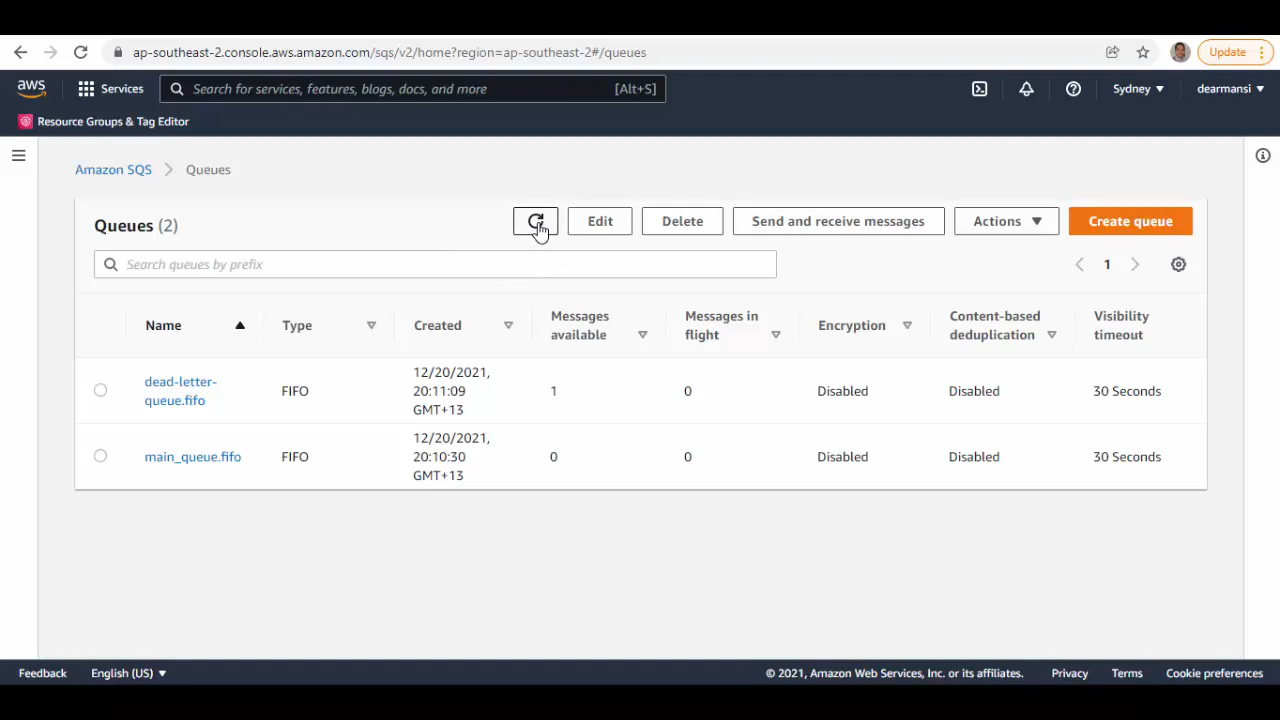 ap-southeast-2.console.aws.amazon.com/sqs/v2/home?region=ap-southeast-2#/queues
Update
aws
Services
Search for services, features, blogs, docs, and more
[Alt+S]
Sydney
dearmansi
Resource Groups & Tag Editor
Amazon SQS
Queues
Queues (2)
Edit
Delete
Send and receive messages
Actions
Create queue
Search queues by prefix
1
Name
Type
Created
Messages
available
Messages in
flight
Encryption
Content-based
deduplication
Visibility
timeout
dead-letter-
queue.fifo
FIFO
12/20/2021,
20:11:09
GMT+13
1
0
Disabled
Disabled
30 Seconds
main_queue.fifo
FIFO
12/20/2021,
20:10:30
GMT+13
0
0
Disabled
Disabled
30 Seconds
Feedback
English (US)
© 2021, Amazon Web Services, Inc. or its affiliates.
Privacy
Terms
Cookie preferences